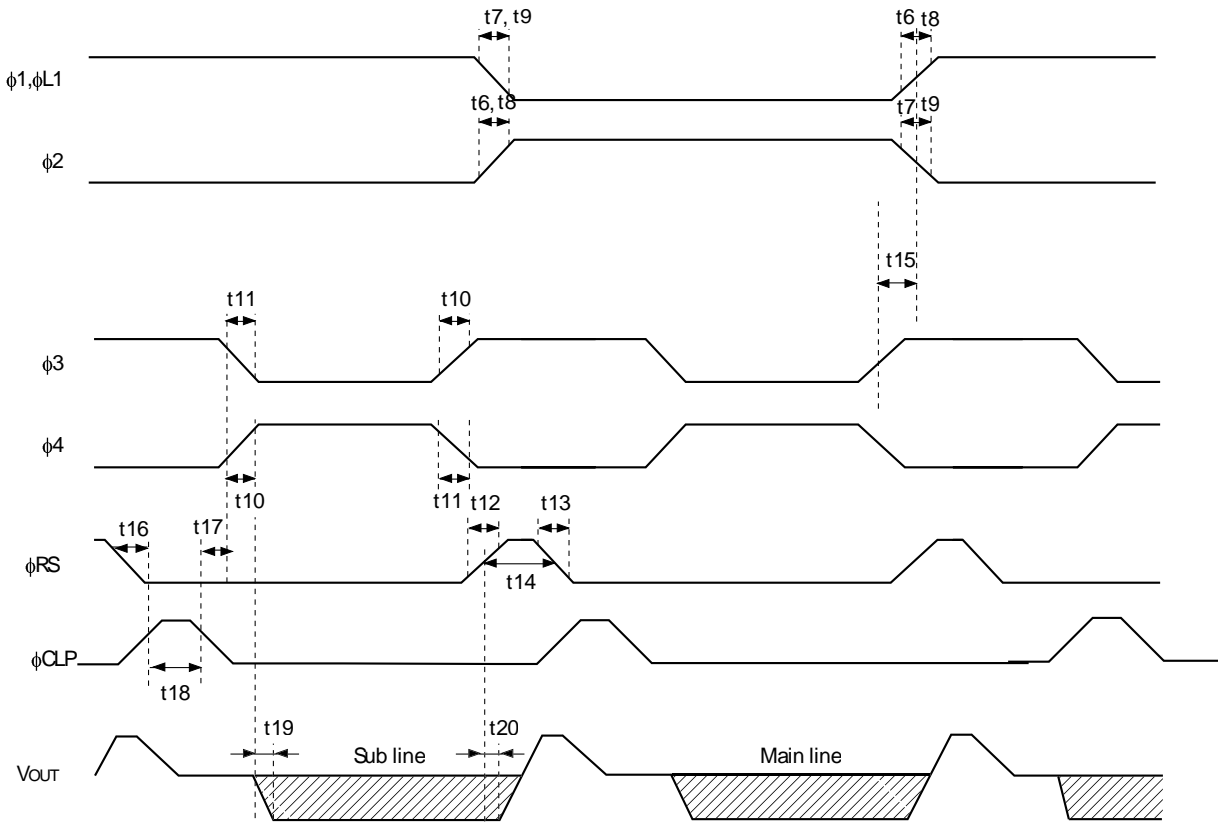 t7, t9
t6 t8
ϕ1,ϕL1
t6, t8
t7 t9
ϕ2
t15
t11
t10
ϕ3
ϕ4
t10
t11
t12
t13
t16
t17
ϕRS
t14
ϕCLP
t18
t19
Sub line
t20
Main line
VOUT